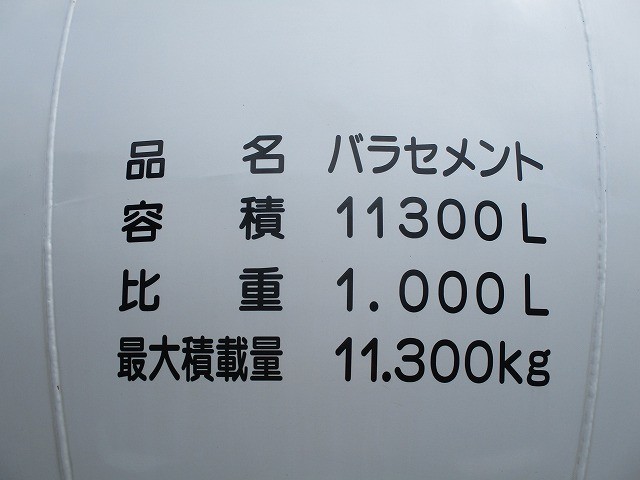 品名 バラセメント
容積 11300L
比重 1.000L
最大積載量 11.300kg